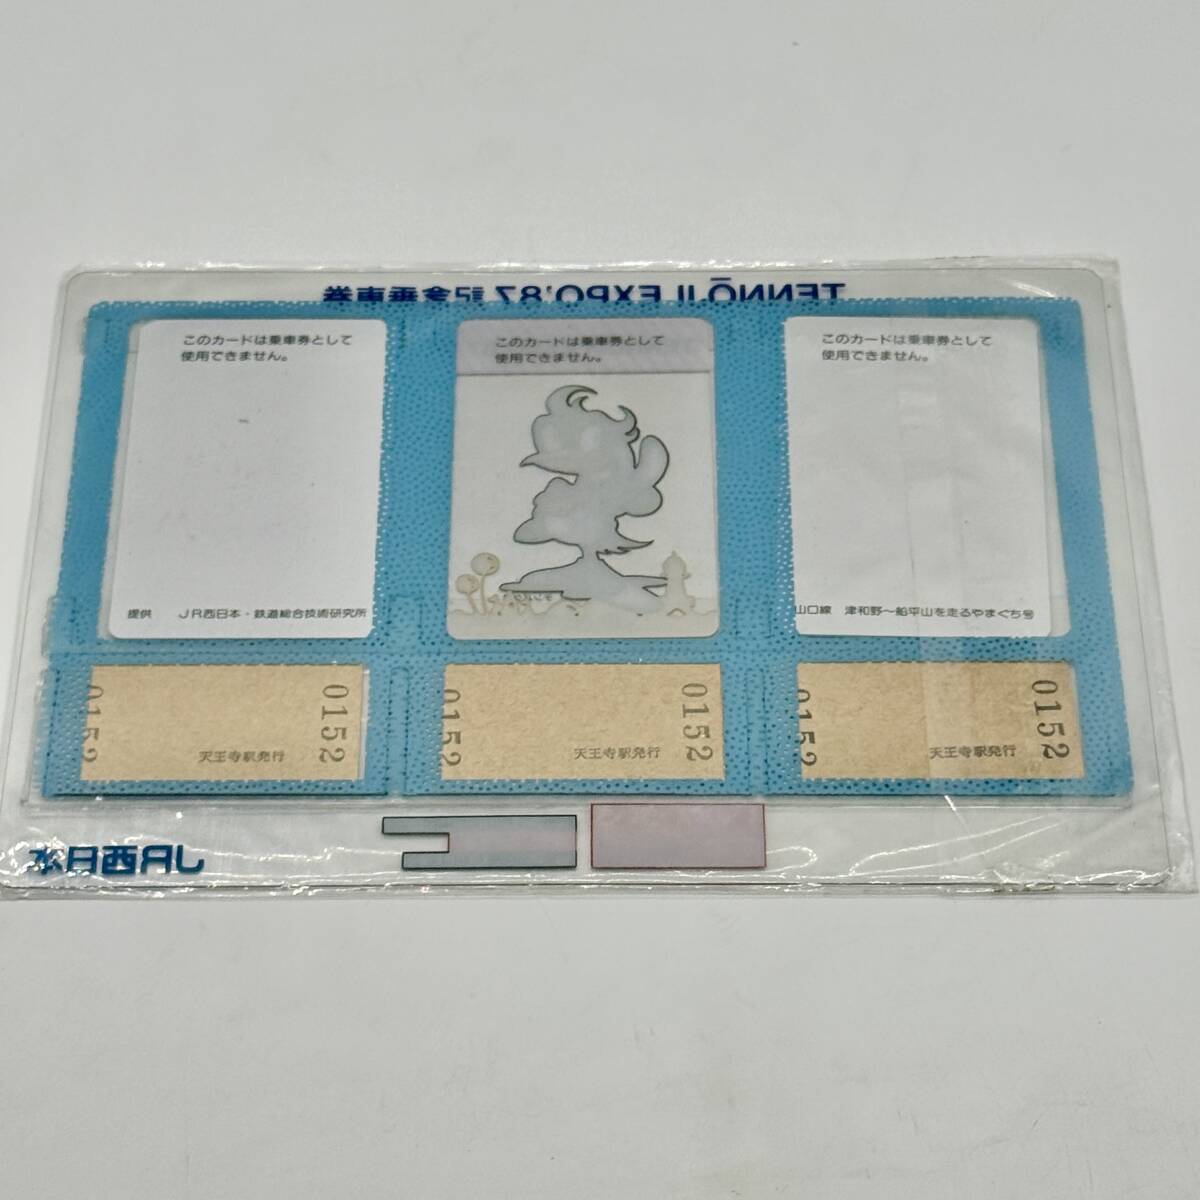 TENNŌJI EXPO'87 記念乗車券
このカードは乗車券として
使用できません。
提供 JR西日本・鉄道総合技術研究所
このカードは乗車券として
使用できません。
このカードは乗車券として
使用できません。
山口線 津和野～船平山を走るやまぐち号
0152
天王寺駅発行
0152
0152
天王寺駅発行
0152
0152
天王寺駅発行
0152
JR西日本